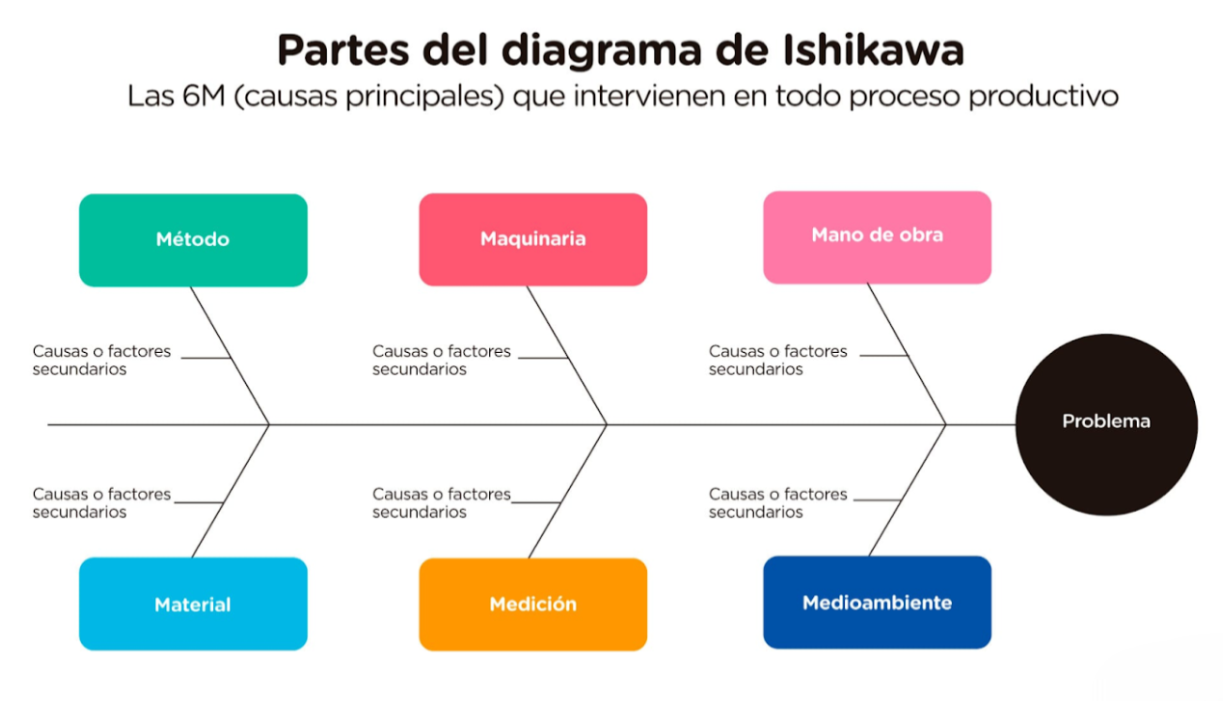 Partes del diagrama de Ishikawa
Las 6M (causas principales) que intervienen en todo proceso productivo
Método
Maquinaria
Mano de obra
Causas o factores
secundarios
Causas o factores
secundarios
Causas o factores
secundarios
Problema
Causas o factores
secundarios
Causas o factores
secundarios
Causas o factores
secundarios
Material
Medición
Medioambiente